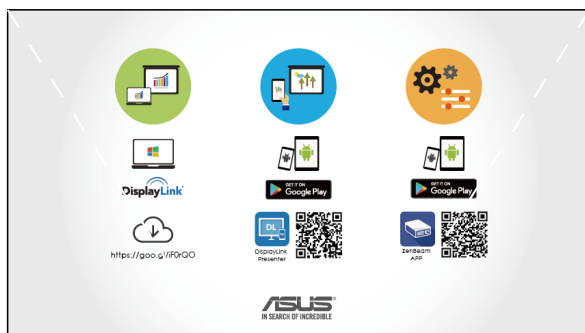 DisplayLink
GET IT ON
Google Play
GET IT ON
Google Play
DL
https://goo.gl/iF0rQO
DisplayLink
Presenter
ZenBeam
APP
ASUS
IN SEARCH OF INCREDIBLE